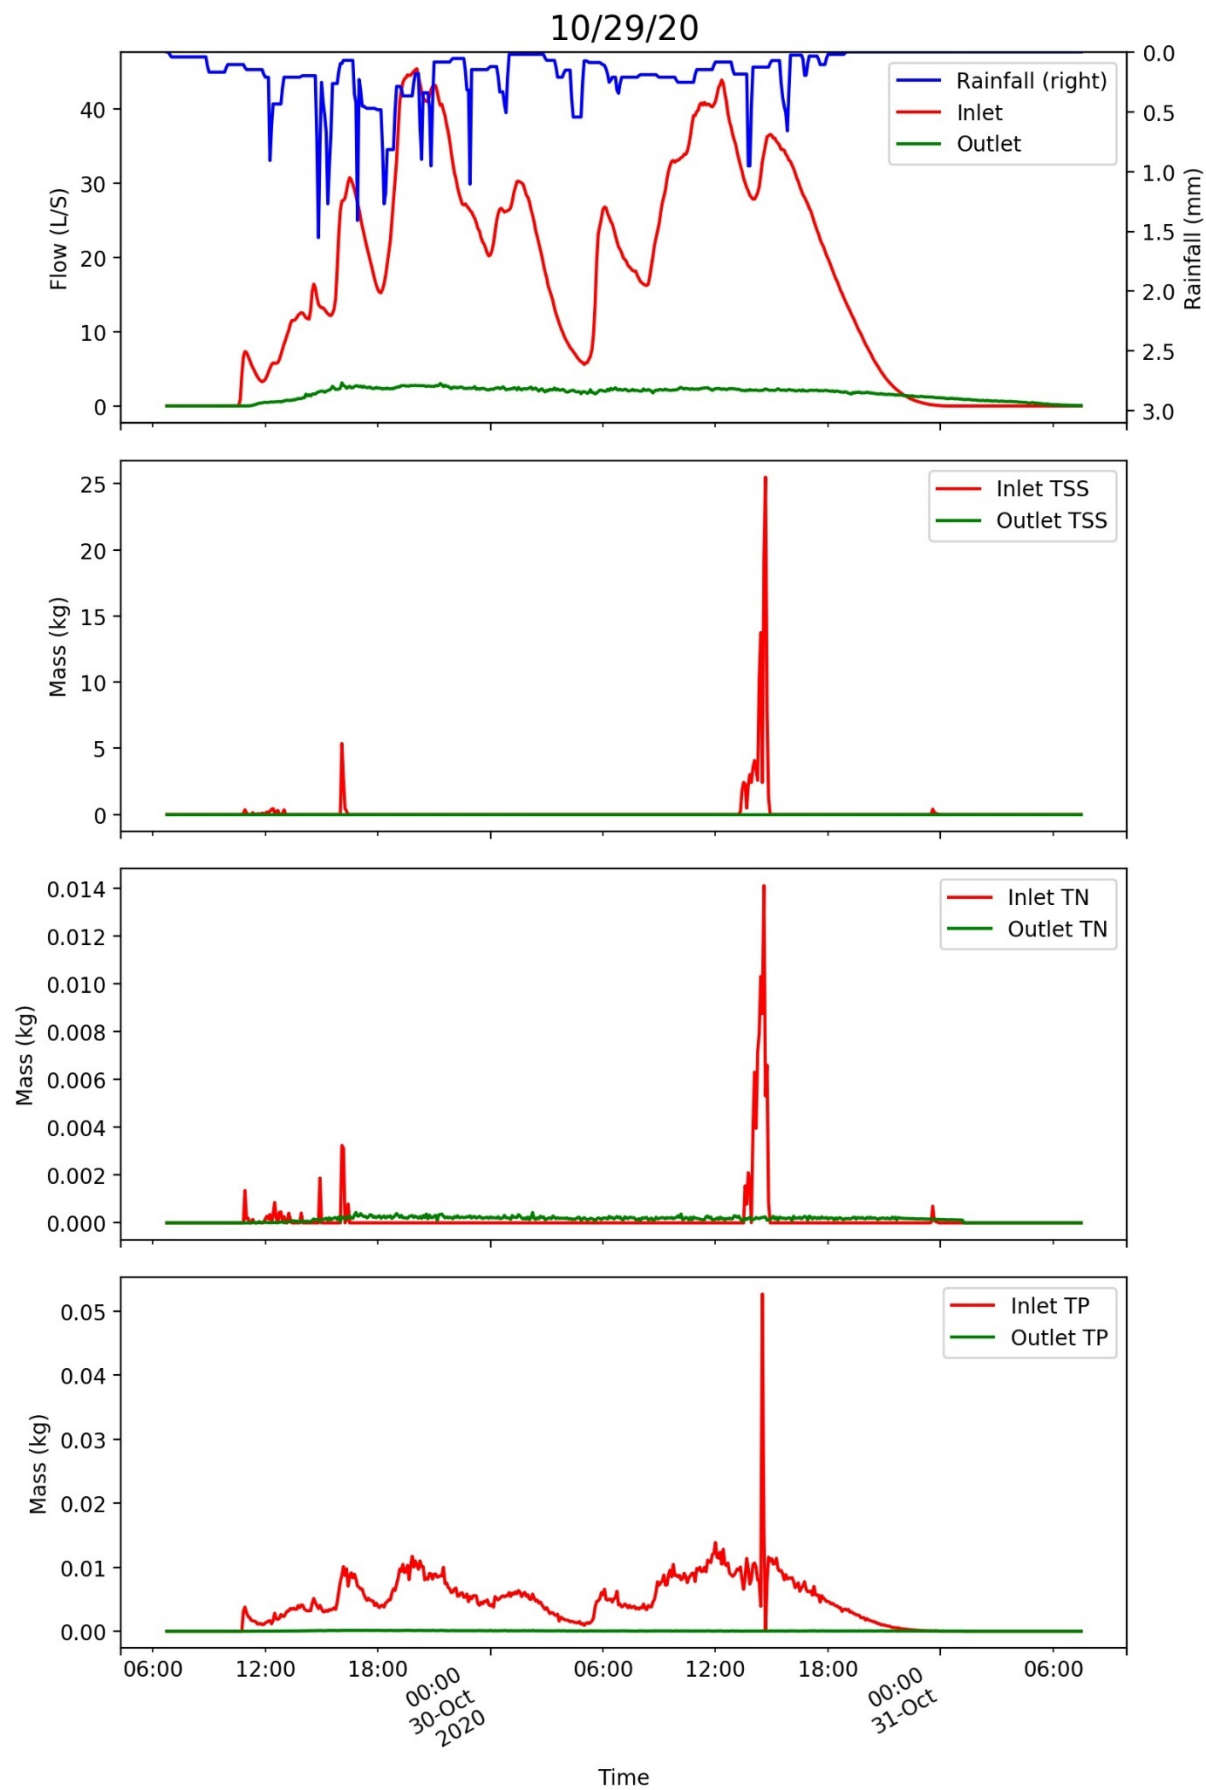 10/29/20
Rainfall (right)
Inlet
Outlet
Flow (L/S)
40
30
20
10
0
0.0
0.5
1.0
1.5
2.0
2.5
3.0
Rainfall (mm)
Inlet TSS
Outlet TSS
Mass (kg)
25
20
15
10
5
0
Inlet TN
Outlet TN
Mass (kg)
0.014
0.012
0.010
0.008
0.006
0.004
0.002
0.000
Inlet TP
Outlet TP
Mass (kg)
0.05
0.04
0.03
0.02
0.01
0.00
06:00
12:00
18:00
00:00
30-Oct
2020
06:00
12:00
18:00
00:00
31-Oct
06:00
Time